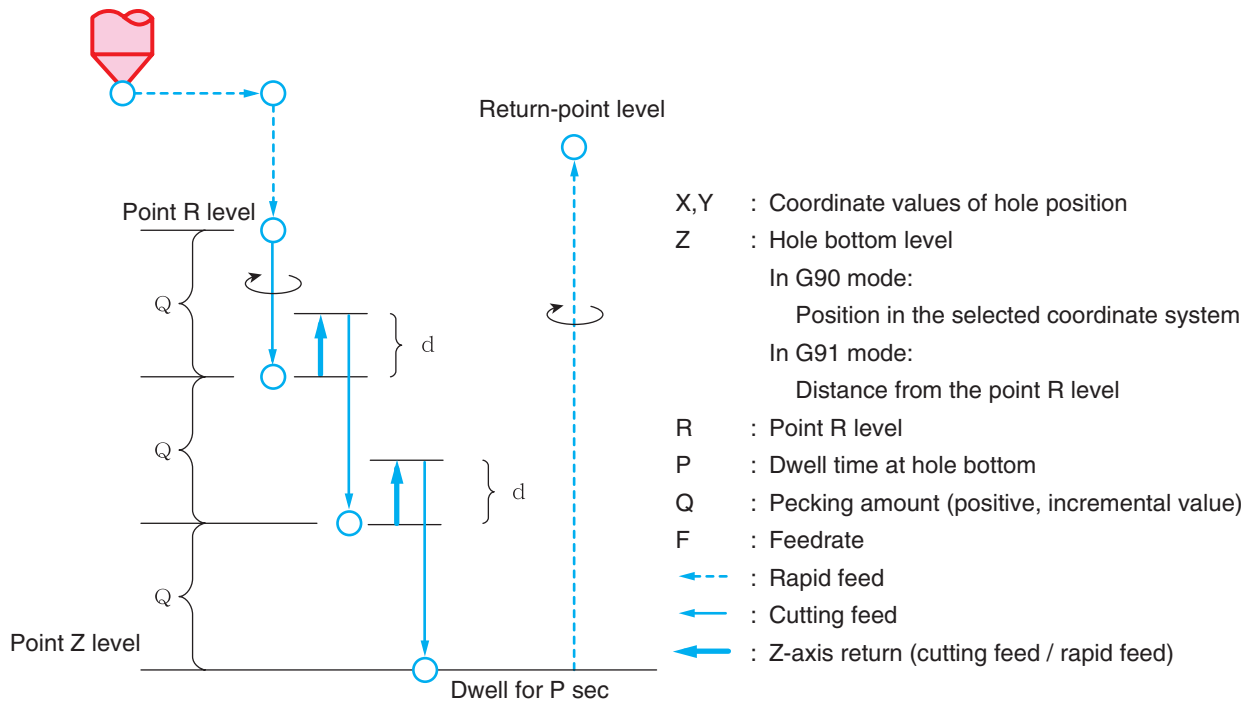 Return-point level
Point R level
Q
d
Q
d
Q
Point Z level
Dwell for P sec
X,Y : Coordinate values of hole position
Z : Hole bottom level
In G90 mode:
Position in the selected coordinate system
In G91 mode:
Distance from the point R level
R : Point R level
P : Dwell time at hole bottom
Q : Pecking amount (positive, incremental value)
F : Feedrate
: Rapid feed
: Cutting feed
: Z-axis return (cutting feed / rapid feed)